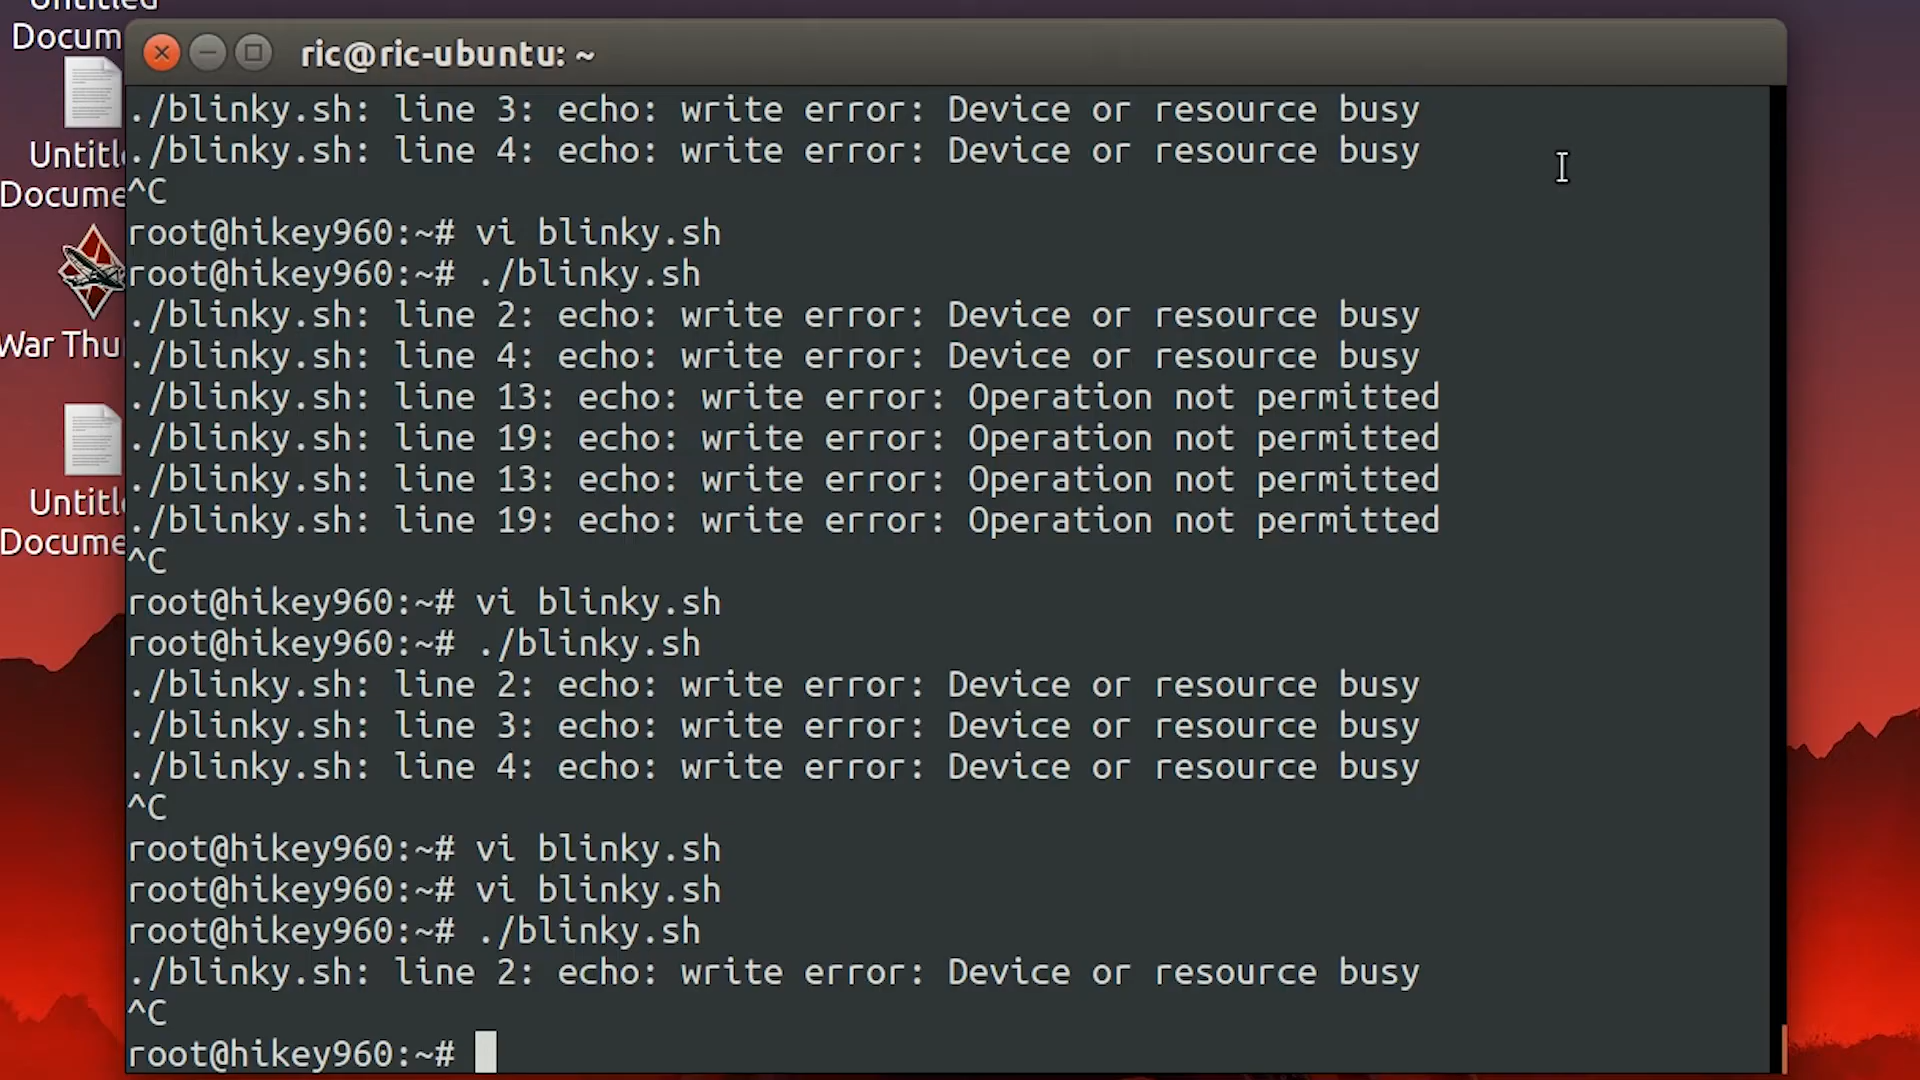 Untitled
Docum
ric@ric-ubuntu: ~
./blinky.sh: line 3: echo: write error: Device or resource busy
Untitl
./blinky.sh: line 4: echo: write error: Device or resource busy
Docume
^C
root@hikey960:~# vi blinky.sh
root@hikey960:~# ./blinky.sh
./blinky.sh: line 2: echo: write error: Device or resource busy
War Thu
./blinky.sh: line 4: echo: write error: Device or resource busy
./blinky.sh: line 13: echo: write error: Operation not permitted
./blinky.sh: line 19: echo: write error: Operation not permitted
./blinky.sh: line 13: echo: write error: Operation not permitted
Untitl
./blinky.sh: line 19: echo: write error: Operation not permitted
Docume
^C
root@hikey960:~# vi blinky.sh
root@hikey960:~# ./blinky.sh
./blinky.sh: line 2: echo: write error: Device or resource busy
./blinky.sh: line 3: echo: write error: Device or resource busy
./blinky.sh: line 4: echo: write error: Device or resource busy
^C
root@hikey960:~# vi blinky.sh
root@hikey960:~# vi blinky.sh
root@hikey960:~# ./blinky.sh
./blinky.sh: line 2: echo: write error: Device or resource busy
^C
root@hikey960:~#